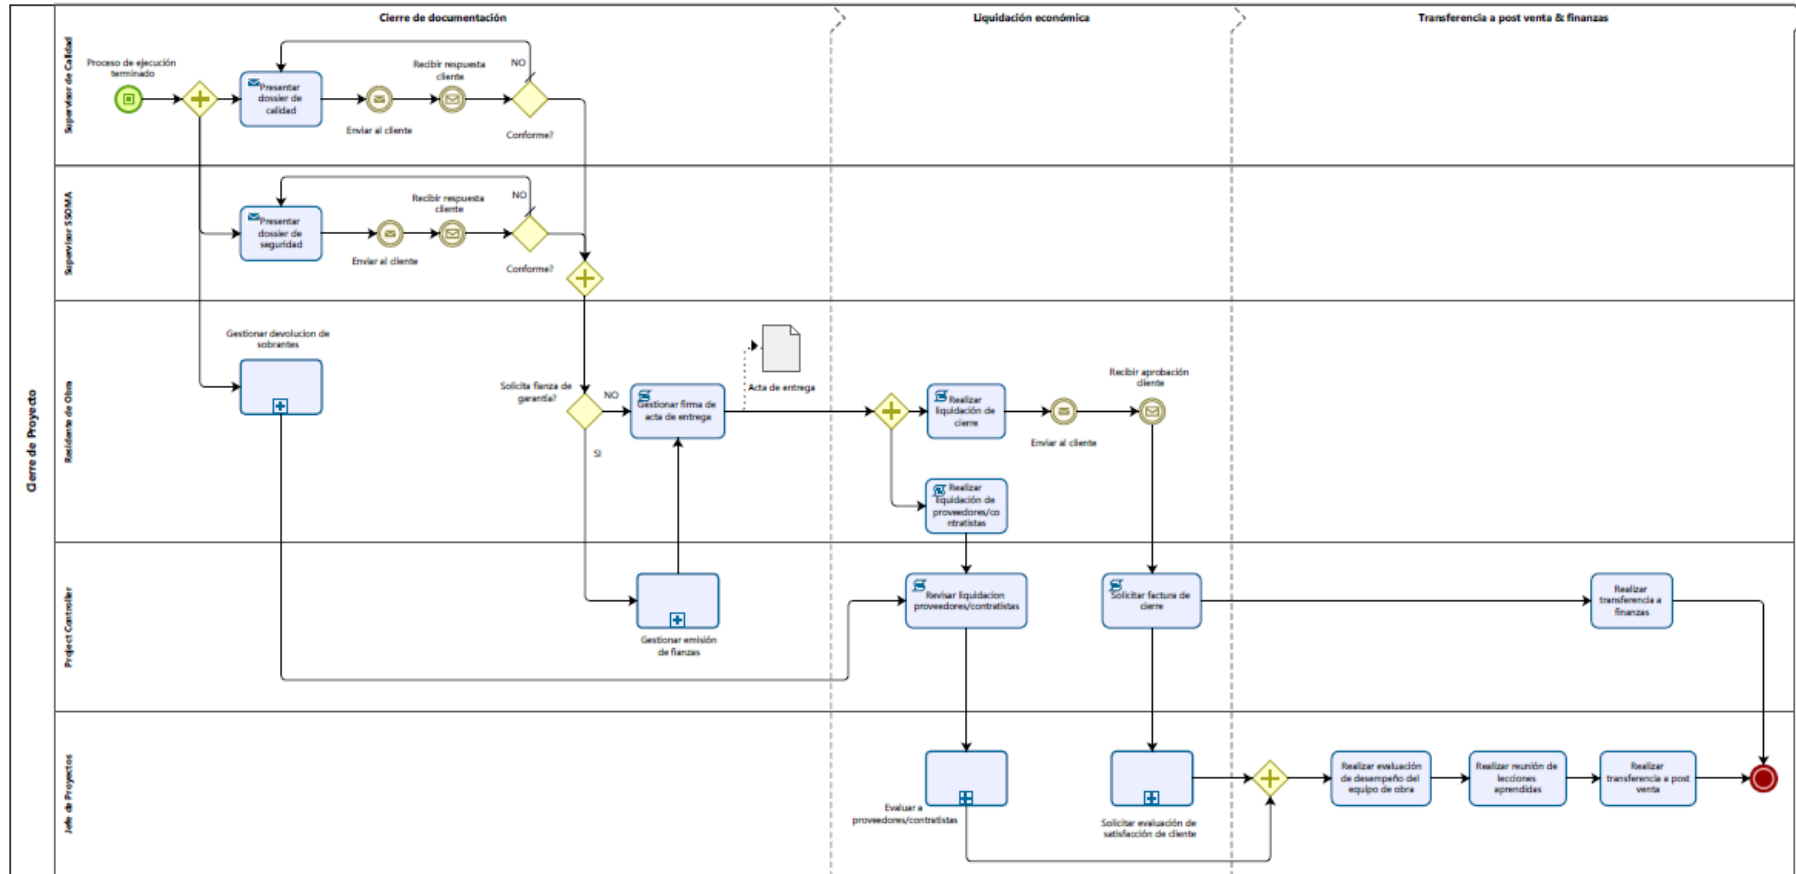 Cierre de documentación
Liquidación económica
Transferencia a post venta & finanzas
Cierre de Proyecto
Supervisor de Calidad
Proceso de ejecución
terminado
Presentar
dossier de
calidad
Enviar al cliente
Recibir respuesta
cliente
NO
Conforme?
Supervisor SSOMA
Presentar
dossier de
seguridad
Enviar al cliente
Recibir respuesta
cliente
NO
Conforme?
Residente de Obra
Gestionar devolucion de
sobrantes
Solicita fianza de
garantía?
NO
SI
Gestionar firma de
acta de entrega
Acta de entrega
Realizar
liquidación de
cierre
Enviar al cliente
Recibir aprobación
cliente
Realizar
liquidación de
proveedores/co
ntratistas
Project Controller
Gestionar emisión
de fianzas
Revisar liquidacion
proveedores/contratistas
Solicitar factura de
cierre
Realizar
transferencia a
finanzas
Jefe de Proyectos
Evaluar a
proveedores/contratistas
Solicitar evaluación de
satisfacción de cliente
Realizar evaluación
de desempeño del
equipo de obra
Realizar reunión de
lecciones
aprendidas
Realizar
transferencia a post
venta